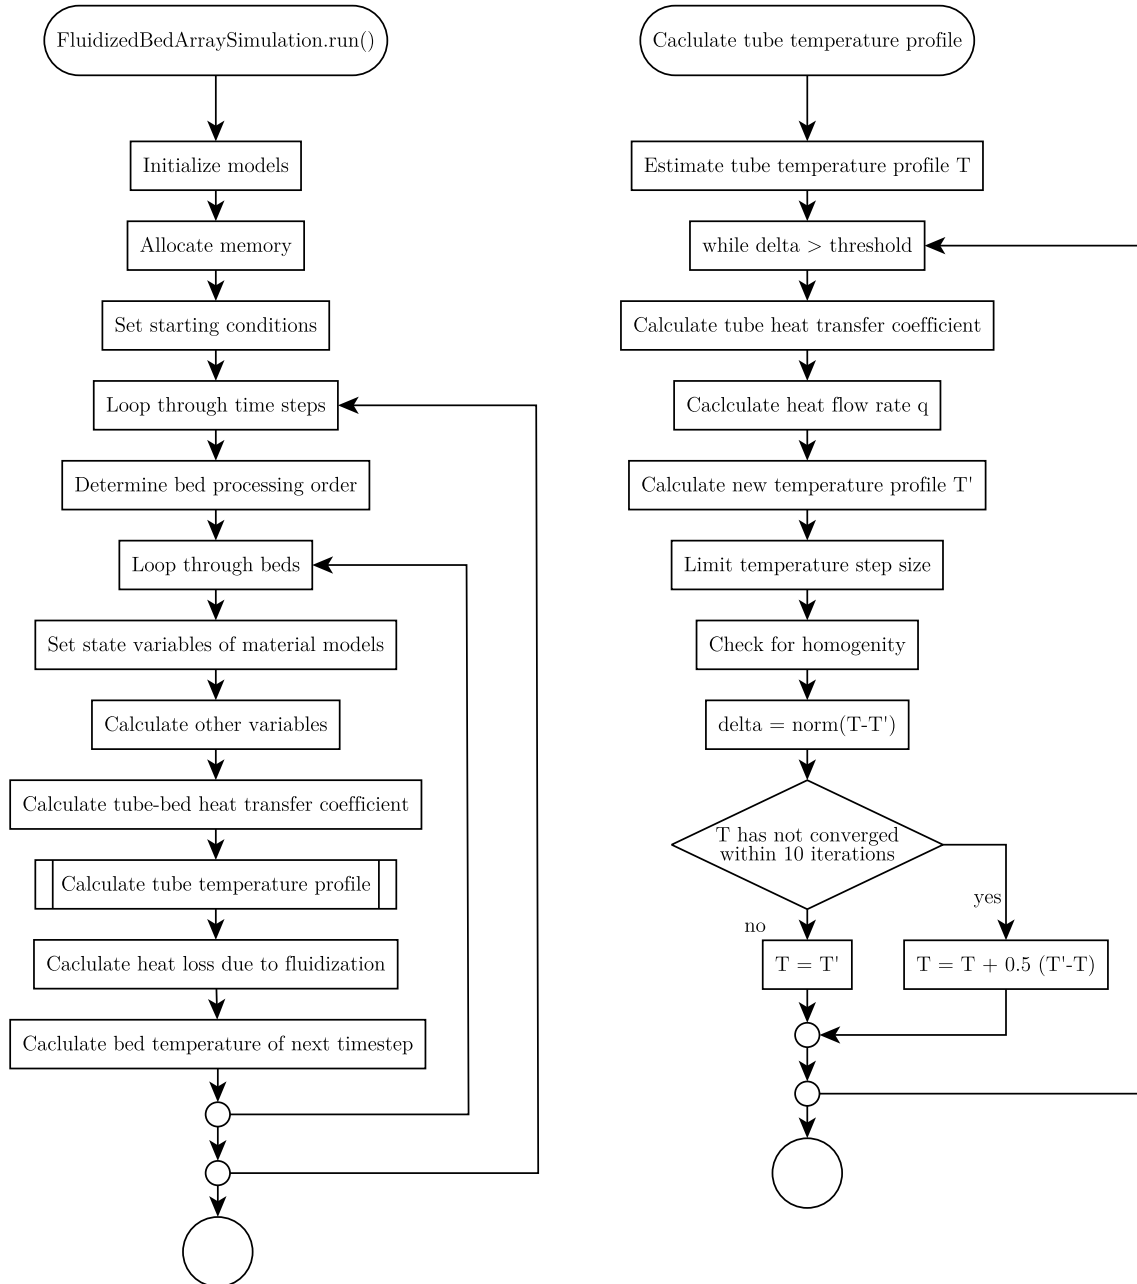 FluidizedBedArraySimulation.run()
Initialize models
Allocate memory
Set starting conditions
Loop through time steps
Determine bed processing order
Loop through beds
Set state variables of material models
Calculate other variables
Calculate tube-bed heat transfer coefficient
Calculate tube temperature profile
Caclulate heat loss due to fluidization
Caclulate bed temperature of next timestep
Caclulate tube temperature profile
Estimate tube temperature profile T
while delta > threshold
Calculate tube heat transfer coefficient
Caclculate heat flow rate q
Calculate new temperature profile T'
Limit temperature step size
Check for homogenity
delta = norm(T-T')
T has not converged
within 10 iterations
yes
no
T = T'
T = T + 0.5 (T'-T)